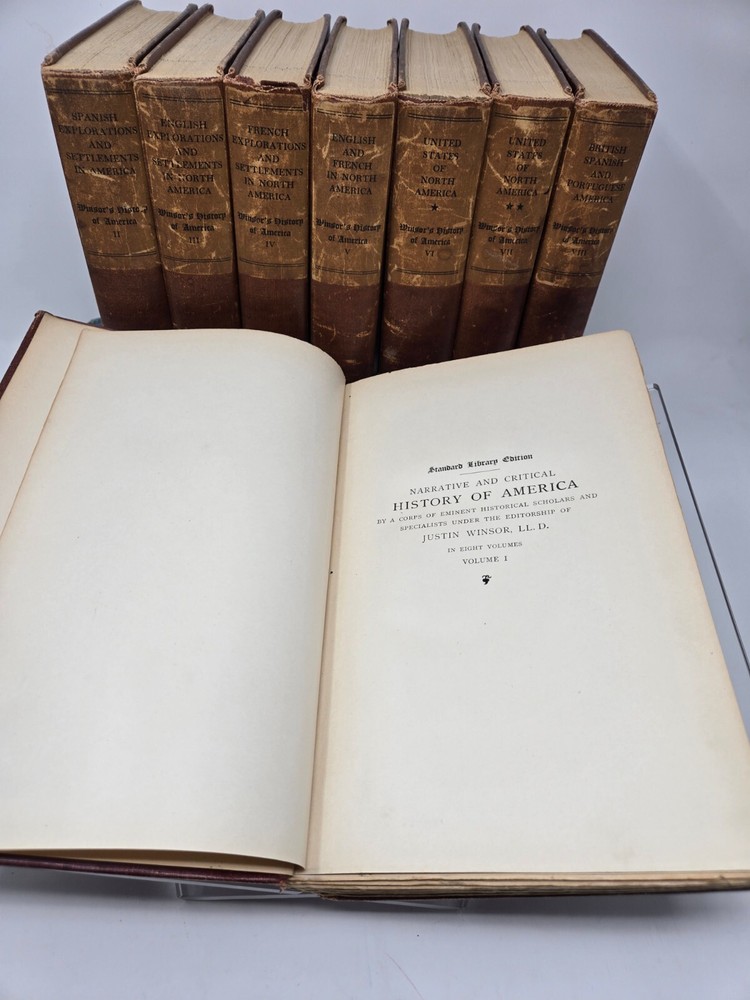 SPANISH
EXPLORATIONS
AND
SETTLEMENTS
IN AMERICA
Winsor's History
of America
II
ENGLISH
EXPLORATIONS
AND
SETTLEMENTS
IN NORTH
AMERICA
Winsor's History
of America
III
FRENCH
EXPLORATIONS
AND
SETTLEMENTS
IN NORTH
AMERICA
Winsor's History
of America
IV
ENGLISH
AND
FRENCH
IN NORTH
AMERICA
Winsor's History
of America
V
UNITED
STATES
OF
NORTH
AMERICA
★
Winsor's History
of America
VI
UNITED
STATES
OF
NORTH
AMERICA
★★
Winsor's History
of America
VII
BRITISH
SPANISH
AND
PORTUGUESE
AMERICA
Winsor's History
of America
VIII
Standard Library Edition
NARRATIVE AND CRITICAL
HISTORY OF AMERICA
BY A CORPS OF EMINENT HISTORICAL SCHOLARS AND
SPECIALISTS UNDER THE EDITORSHIP OF
JUSTIN WINSOR, LL. D.
IN EIGHT VOLUMES
VOLUME I